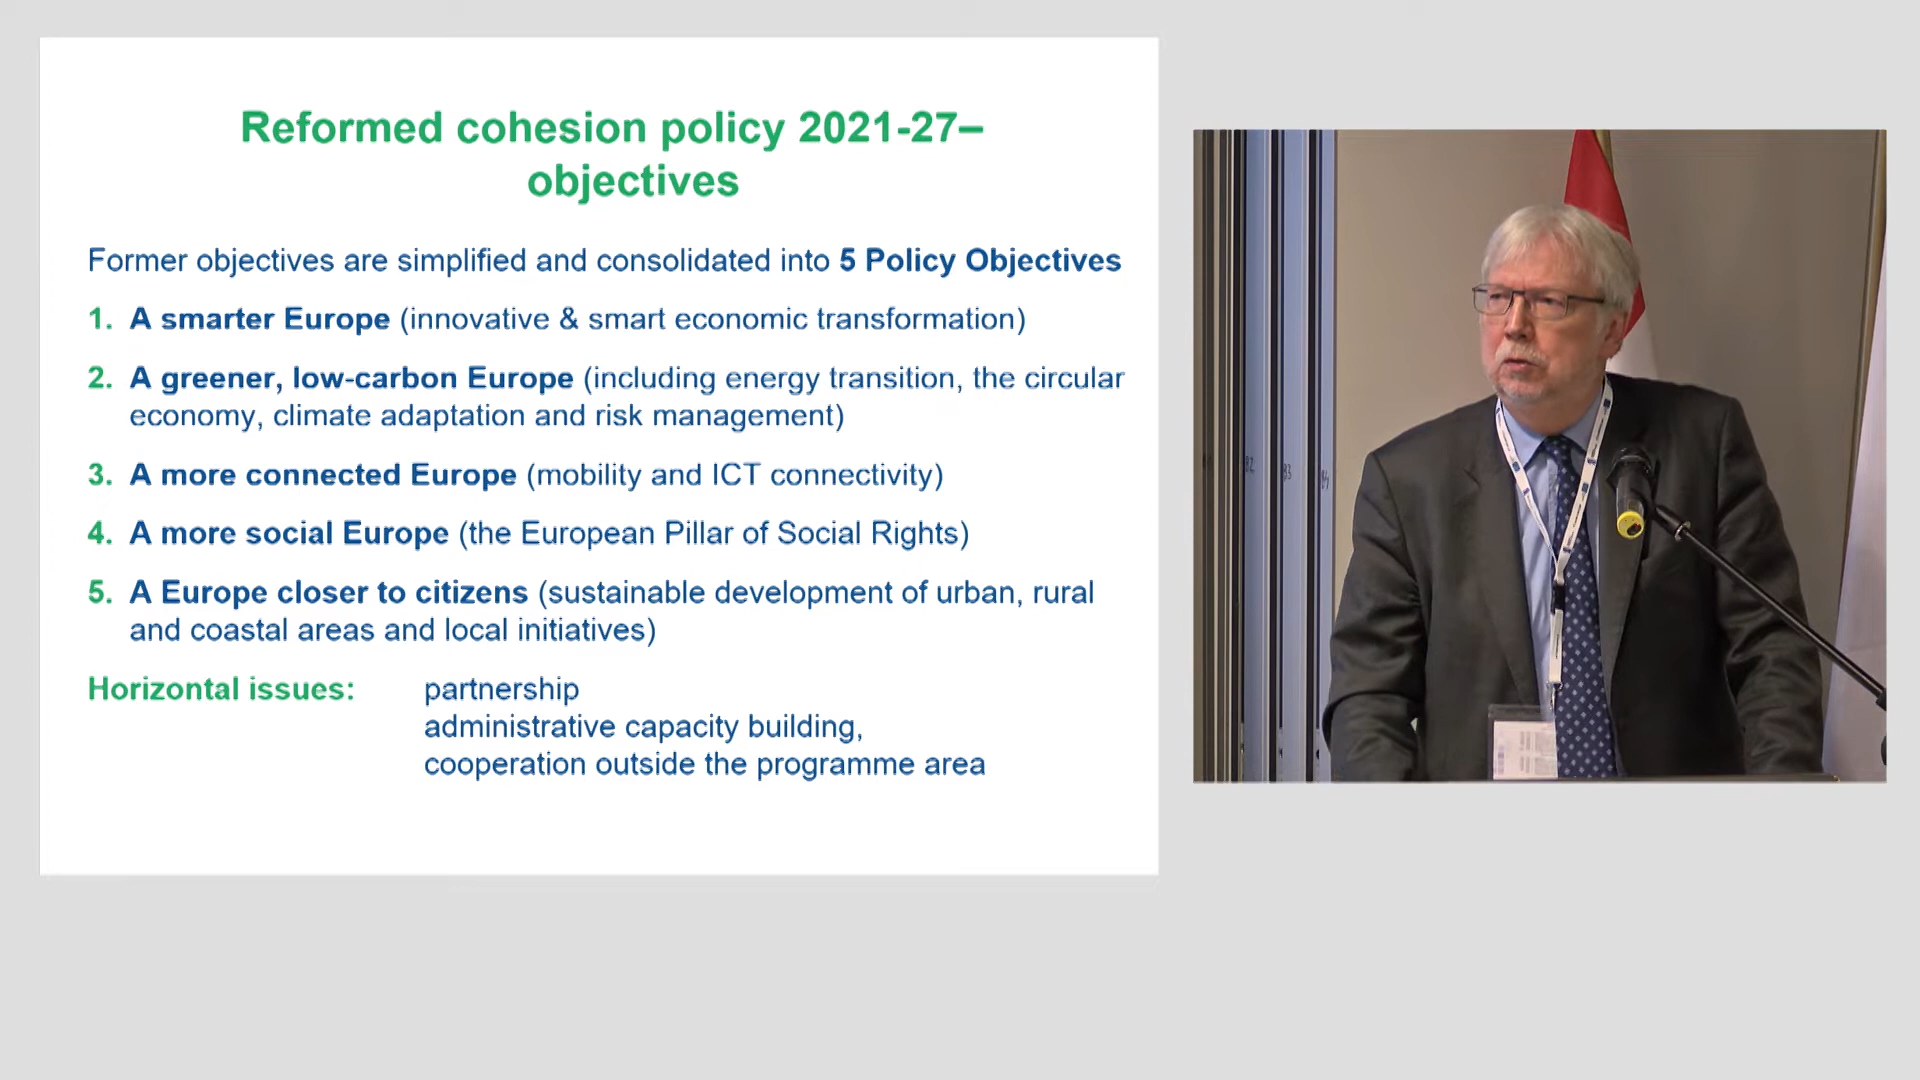 Reformed cohesion policy 2021-27–
objectives
Former objectives are simplified and consolidated into 5 Policy Objectives
1. A smarter Europe (innovative & smart economic transformation)
2. A greener, low-carbon Europe (including energy transition, the circular
economy, climate adaptation and risk management)
3. A more connected Europe (mobility and ICT connectivity)
4. A more social Europe (the European Pillar of Social Rights)
5. A Europe closer to citizens (sustainable development of urban, rural
and coastal areas and local initiatives)
Horizontal issues: partnership
administrative capacity building,
cooperation outside the programme area